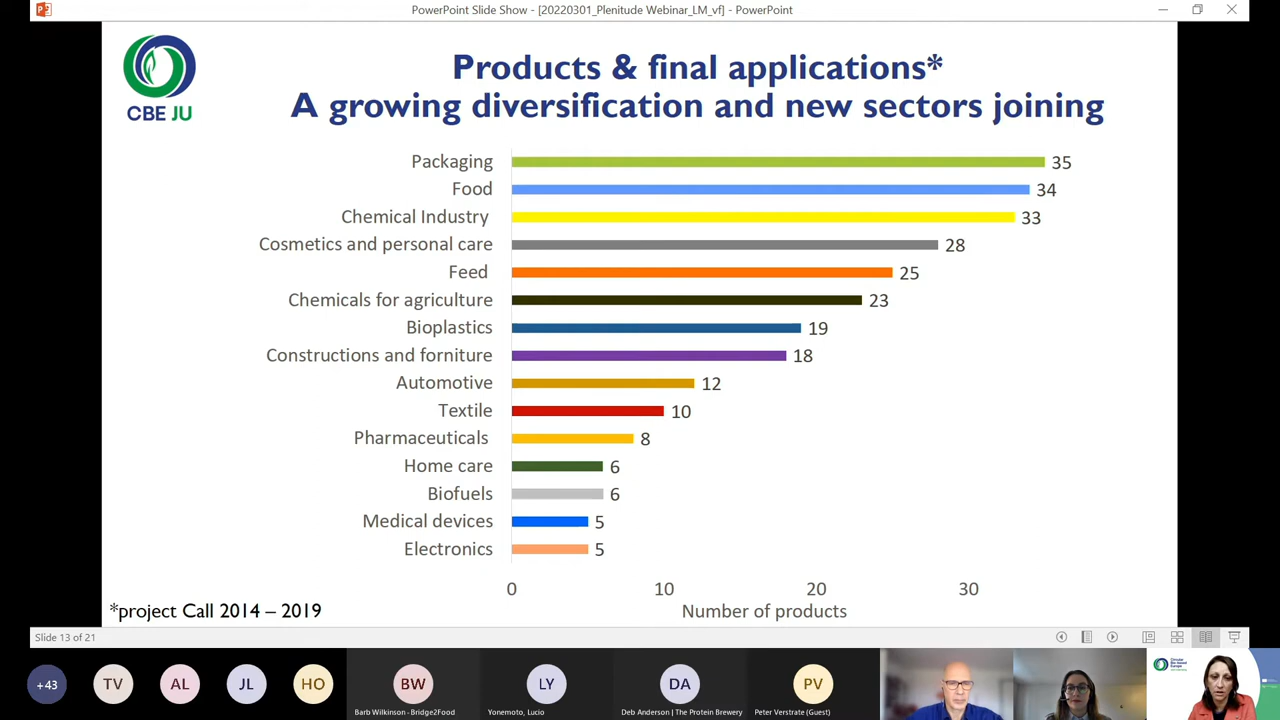 PowerPoint Slide Show - [20220301_Plenitude Webinar_LM_vf] - PowerPoint
CBE JU
Products & final applications*
A growing diversification and new sectors joining
Packaging 35
Food 34
Chemical Industry 33
Cosmetics and personal care 28
Feed 25
Chemicals for agriculture 23
Bioplastics 19
Constructions and forniture 18
Automotive 12
Textile 10
Pharmaceuticals 8
Home care 6
Biofuels 6
Medical devices 5
Electronics 5
0 10 20 30
Number of products
*project Call 2014 – 2019
Slide 13 of 21
+43 TV AL JL HO BW LY DA PV
Barb Wilkinson - Bridge2Food Yonemoto, Lucio Deb Anderson | The Protein Brewery Peter Verstrate (Guest)